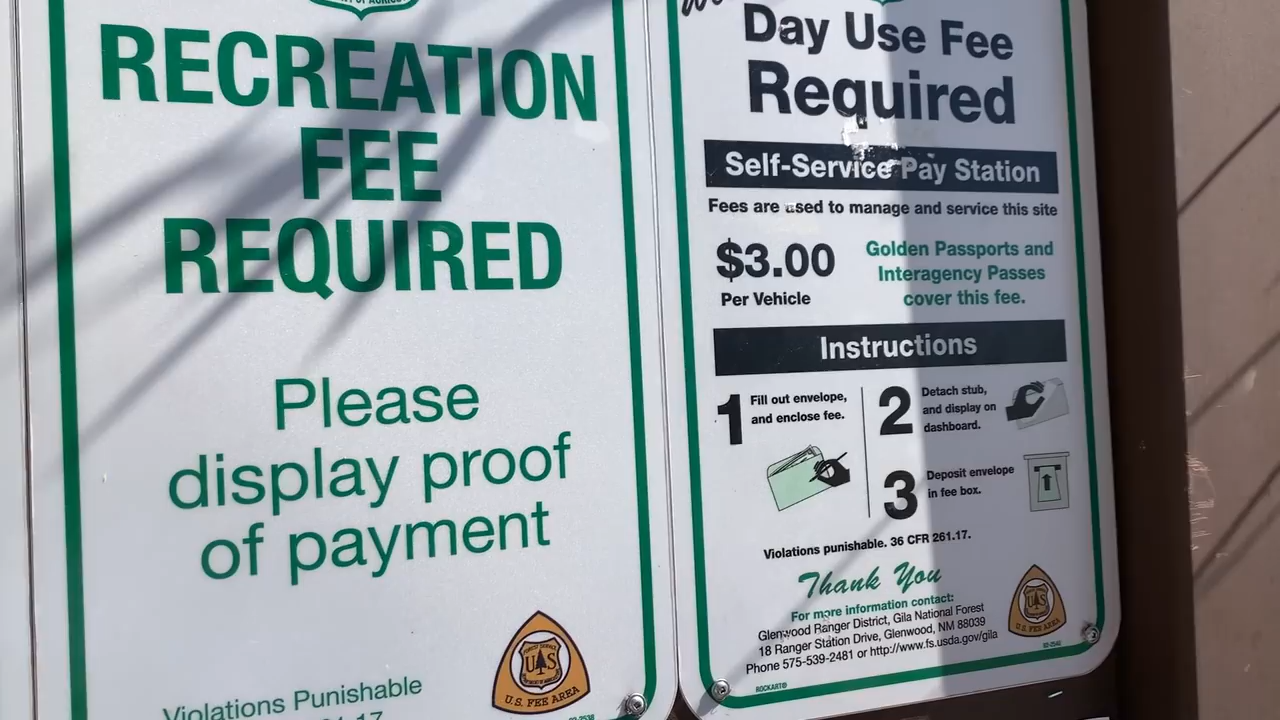 RECREATION
FEE
REQUIRED
Please
display proof
of payment
U.S. FEE AREA
Violations Punishable
Day Use Fee
Required
Self-Service Pay Station
Fees are used to manage and service this site
$3.00
Per Vehicle
Golden Passports and
Interagency Passes
cover this fee.
Instructions
1
Fill out envelope,
and enclose fee.
2
Detach stub,
and display on
dashboard.
3
Deposit envelope
in fee box.
Violations punishable. 36 CFR 261.17.
Thank You
For more information contact:
Glenwood Ranger District, Gila National Forest
18 Ranger Station Drive, Glenwood, NM 88039
Phone 575-539-2481 or http://www.fs.usda.gov/gila
U.S. FEE AREA
ROCKART®